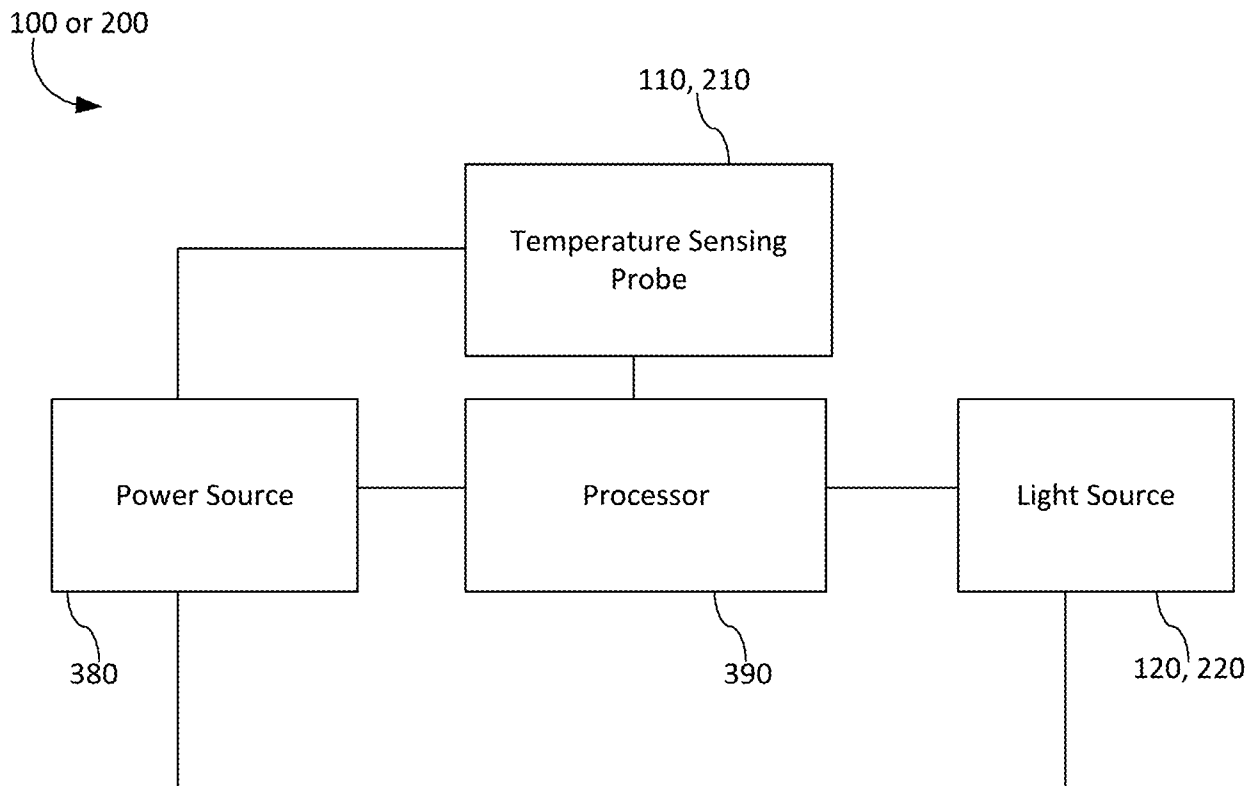 100 or 200
110, 210
Temperature Sensing
Probe
Power Source
Processor
Light Source
380
390
120, 220